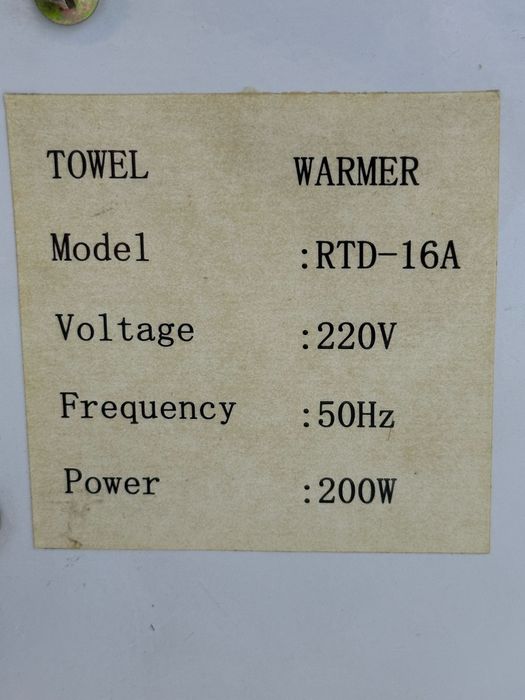 TOWEL WARMER
Model :RTD-16A
Voltage :220V
Frequency :50Hz
Power :200W